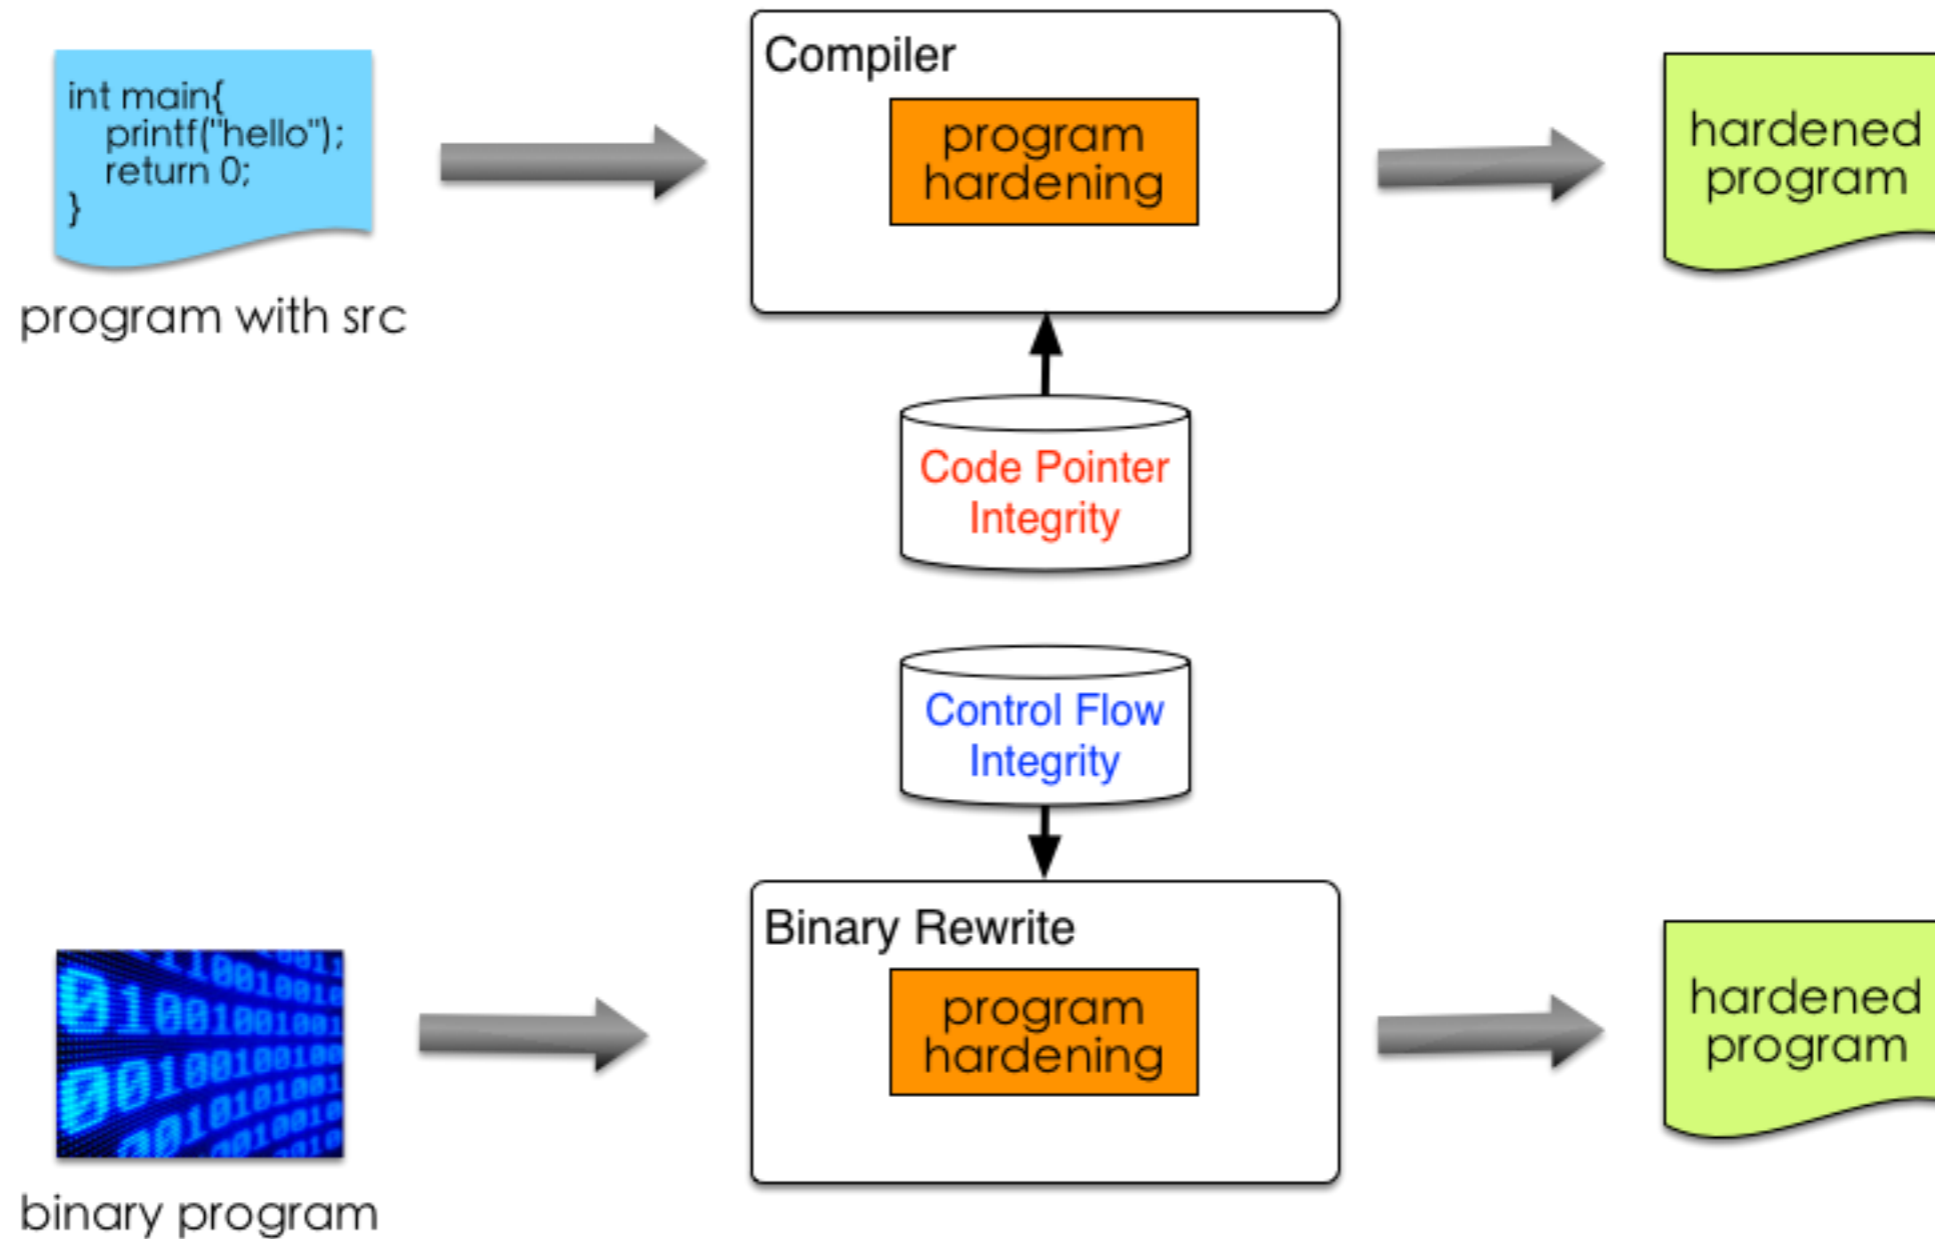 int main{
printf("hello");
return 0;
}
program with src
Compiler
program
hardening
hardened
program
Code Pointer
Integrity
Control Flow
Integrity
binary program
Binary Rewrite
program
hardening
hardened
program